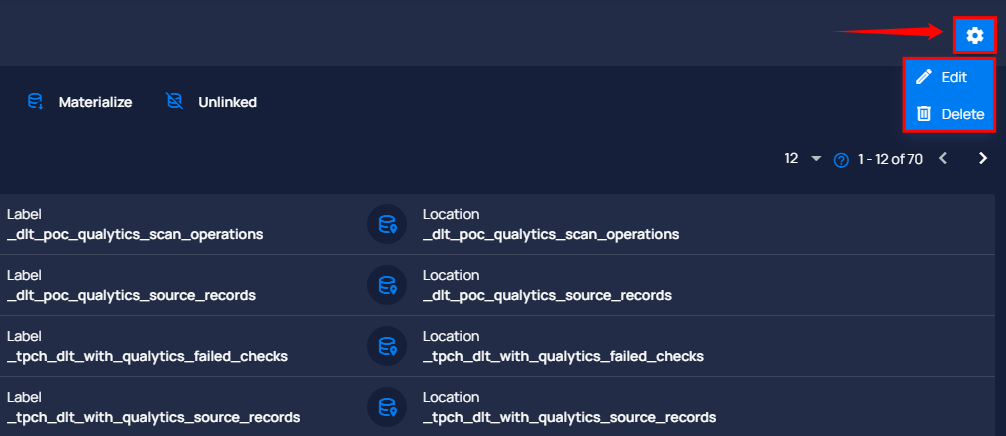 Edit
Materialize Unlinked
Delete
12 1 - 12 of 70
Label Location
_dlt_poc_qualytics_scan_operations _dlt_poc_qualytics_scan_operations
Label Location
_dlt_poc_qualytics_source_records _dlt_poc_qualytics_source_records
Label Location
_tpch_dlt_with_qualytics_failed_checks _tpch_dlt_with_qualytics_failed_checks
Label Location
_tpch_dlt_with_qualytics_source_records _tpch_dlt_with_qualytics_source_records